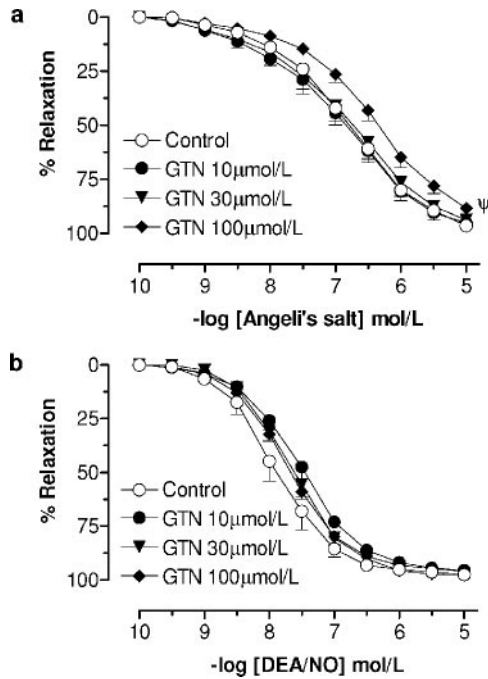 a
% Relaxation
0
25
50
75
100
Control
GTN 10μmol/L
GTN 30μmol/L
GTN 100μmol/L
ψ
10 9 8 7 6 5
-log [Angeli's salt] mol/L
b
% Relaxation
0
25
50
75
100
Control
GTN 10μmol/L
GTN 30μmol/L
GTN 100μmol/L
10 9 8 7 6 5
-log [DEA/NO] mol/L